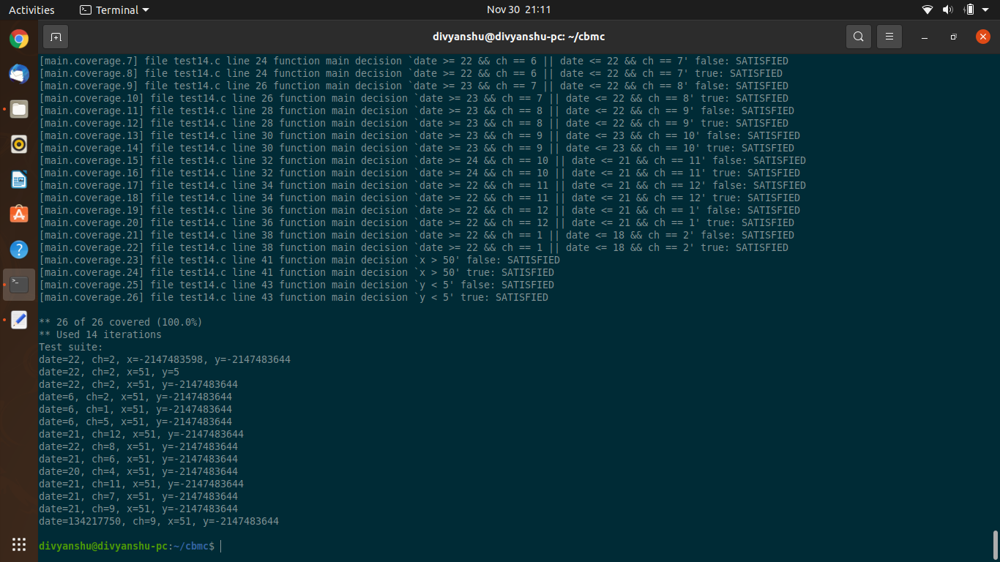 Activities
Terminal
Nov 30 21:11
divyanshu@divyanshu-pc: ~/cbmc
[main.coverage.7] file test14.c line 24 function main decision `date >= 22 && ch == 6 || date <= 22 && ch == 7' false: SATISFIED
[main.coverage.8] file test14.c line 24 function main decision `date >= 22 && ch == 6 || date <= 22 && ch == 7' true: SATISFIED
[main.coverage.9] file test14.c line 26 function main decision `date >= 23 && ch == 7 || date <= 22 && ch == 8' false: SATISFIED
[main.coverage.10] file test14.c line 26 function main decision `date >= 23 && ch == 7 || date <= 22 && ch == 8' true: SATISFIED
[main.coverage.11] file test14.c line 28 function main decision `date >= 23 && ch == 8 || date <= 22 && ch == 9' false: SATISFIED
[main.coverage.12] file test14.c line 28 function main decision `date >= 23 && ch == 8 || date <= 22 && ch == 9' true: SATISFIED
[main.coverage.13] file test14.c line 30 function main decision `date >= 23 && ch == 9 || date <= 23 && ch == 10' false: SATISFIED
[main.coverage.14] file test14.c line 30 function main decision `date >= 23 && ch == 9 || date <= 23 && ch == 10' true: SATISFIED
[main.coverage.15] file test14.c line 32 function main decision `date >= 24 && ch == 10 || date <= 21 && ch == 11' false: SATISFIED
[main.coverage.16] file test14.c line 32 function main decision `date >= 24 && ch == 10 || date <= 21 && ch == 11' true: SATISFIED
[main.coverage.17] file test14.c line 34 function main decision `date >= 22 && ch == 11 || date <= 21 && ch == 12' false: SATISFIED
[main.coverage.18] file test14.c line 34 function main decision `date >= 22 && ch == 11 || date <= 21 && ch == 12' true: SATISFIED
[main.coverage.19] file test14.c line 36 function main decision `date >= 22 && ch == 12 || date <= 21 && ch == 1' false: SATISFIED
[main.coverage.20] file test14.c line 36 function main decision `date >= 22 && ch == 12 || date <= 21 && ch == 1' true: SATISFIED
[main.coverage.21] file test14.c line 38 function main decision `date >= 22 && ch == 1 || date <= 18 && ch == 2' false: SATISFIED
[main.coverage.22] file test14.c line 38 function main decision `date >= 22 && ch == 1 || date <= 18 && ch == 2' true: SATISFIED
[main.coverage.23] file test14.c line 41 function main decision `x > 50' false: SATISFIED
[main.coverage.24] file test14.c line 41 function main decision `x > 50' true: SATISFIED
[main.coverage.25] file test14.c line 43 function main decision `y < 5' false: SATISFIED
[main.coverage.26] file test14.c line 43 function main decision `y < 5' true: SATISFIED
** 26 of 26 covered (100.0%)
** Used 14 iterations
Test suite:
date=22, ch=2, x=-2147483598, y=-2147483644
date=22, ch=2, x=51, y=5
date=22, ch=2, x=51, y=-2147483644
date=6, ch=2, x=51, y=-2147483644
date=6, ch=1, x=51, y=-2147483644
date=6, ch=5, x=51, y=-2147483644
date=21, ch=12, x=51, y=-2147483644
date=22, ch=8, x=51, y=-2147483644
date=21, ch=6, x=51, y=-2147483644
date=20, ch=4, x=51, y=-2147483644
date=21, ch=11, x=51, y=-2147483644
date=21, ch=7, x=51, y=-2147483644
date=21, ch=9, x=51, y=-2147483644
date=134217750, ch=9, x=51, y=-2147483644
divyanshu@divyanshu-pc:~/cbmc$